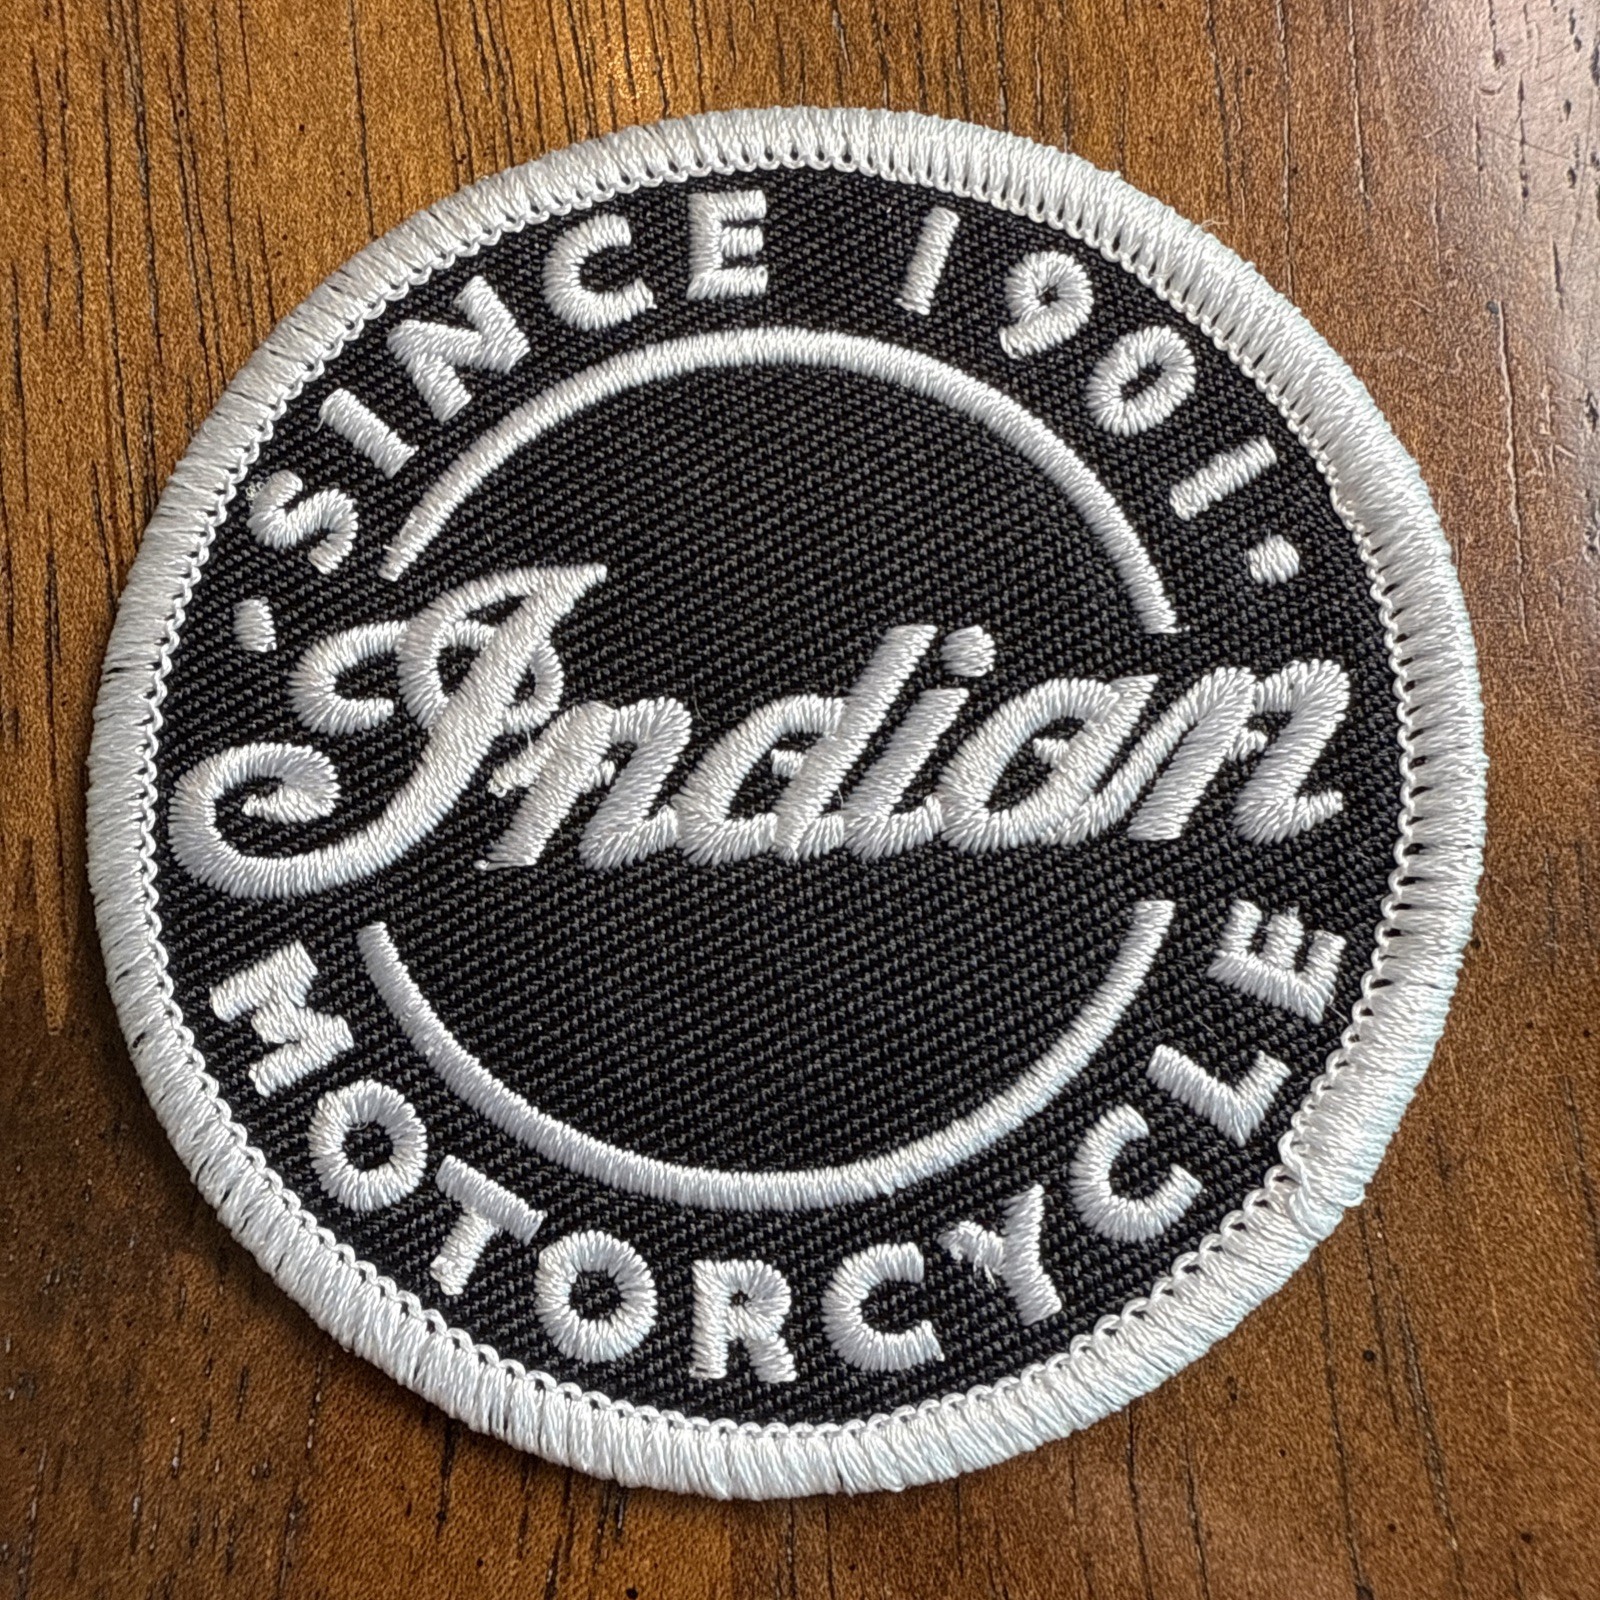 • SINCE 1901 •
Indian
MOTORCYCLE